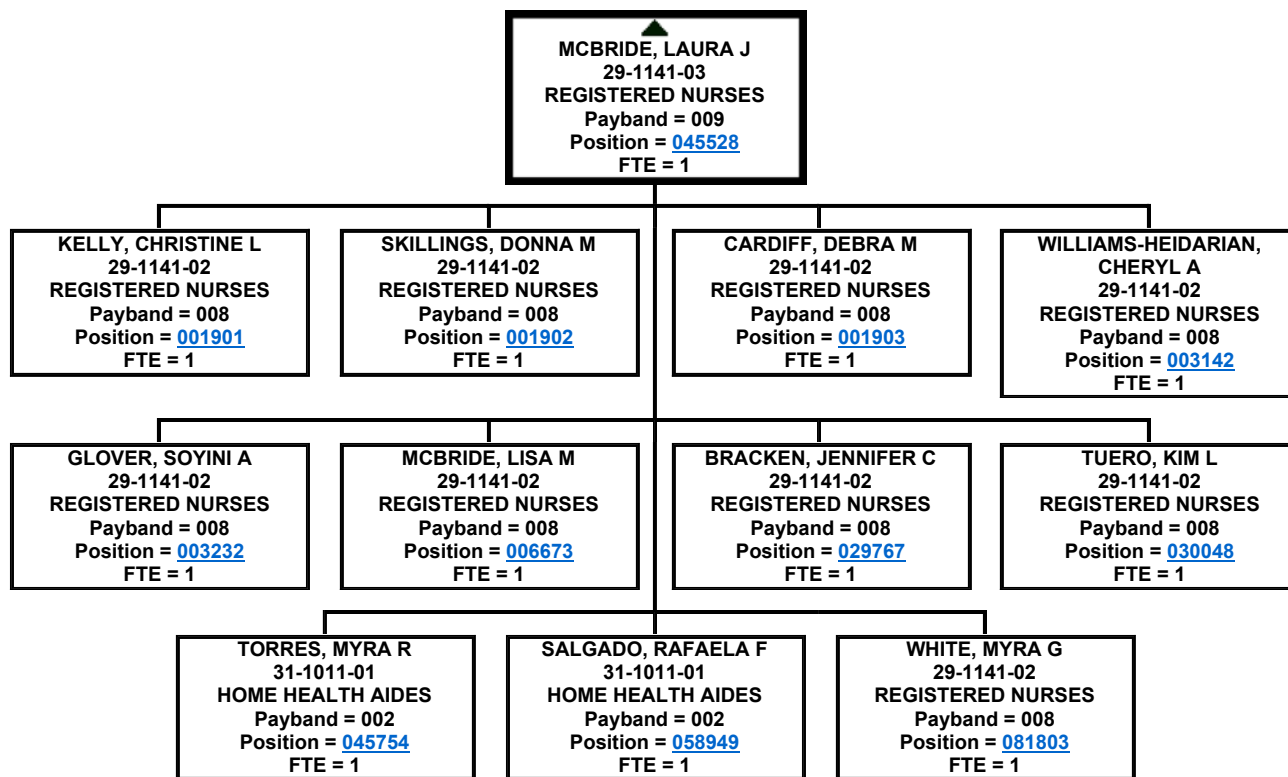 MCBRIDE, LAURA J
29-1141-03
REGISTERED NURSES
Payband = 009
Position = 045528
FTE = 1
KELLY, CHRISTINE L
29-1141-02
REGISTERED NURSES
Payband = 008
Position = 001901
FTE = 1
SKILLINGS, DONNA M
29-1141-02
REGISTERED NURSES
Payband = 008
Position = 001902
FTE = 1
CARDIFF, DEBRA M
29-1141-02
REGISTERED NURSES
Payband = 008
Position = 001903
FTE = 1
WILLIAMS-HEIDARIAN,
CHERYL A
29-1141-02
REGISTERED NURSES
Payband = 008
Position = 003142
FTE = 1
GLOVER, SOYINI A
29-1141-02
REGISTERED NURSES
Payband = 008
Position = 003232
FTE = 1
MCBRIDE, LISA M
29-1141-02
REGISTERED NURSES
Payband = 008
Position = 006673
FTE = 1
BRACKEN, JENNIFER C
29-1141-02
REGISTERED NURSES
Payband = 008
Position = 029767
FTE = 1
TUERO, KIM L
29-1141-02
REGISTERED NURSES
Payband = 008
Position = 030048
FTE = 1
TORRES, MYRA R
31-1011-01
HOME HEALTH AIDES
Payband = 002
Position = 045754
FTE = 1
SALGADO, RAFAELA F
31-1011-01
HOME HEALTH AIDES
Payband = 002
Position = 058949
FTE = 1
WHITE, MYRA G
29-1141-02
REGISTERED NURSES
Payband = 008
Position = 081803
FTE = 1